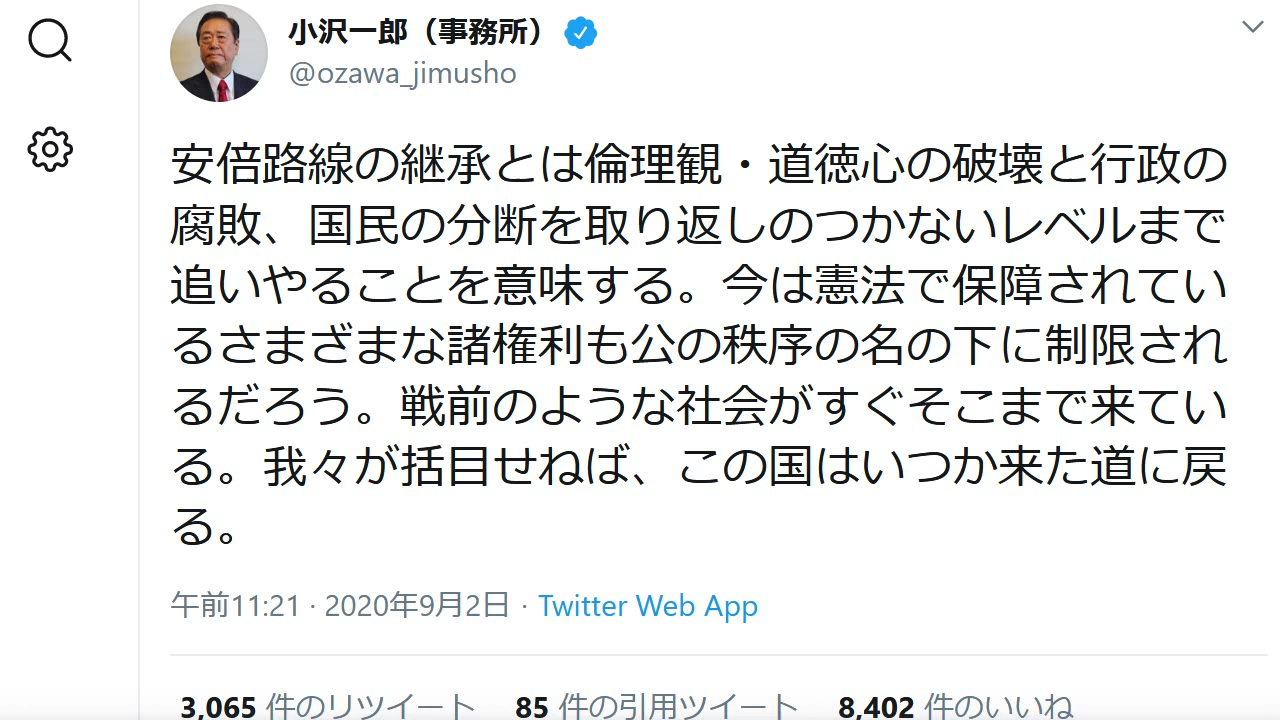 小沢一郎（事務所）
@ozawa_jimusho
安倍路線の継承とは倫理観・道徳心の破壊と行政の
腐敗、国民の分断を取り返しのつかないレベルまで
追いやることを意味する。今は憲法で保障されてい
るさまざまな諸権利も公の秩序の名の下に制限され
るだろう。戦前のような社会がすぐそこまで来てい
る。我々が括目せねば、この国はいつか来た道に戻
る。
午前11:21 · 2020年9月2日 · Twitter Web App
3,065 件のリツイート 85 件の引用ツイート 8,402 件のいいね